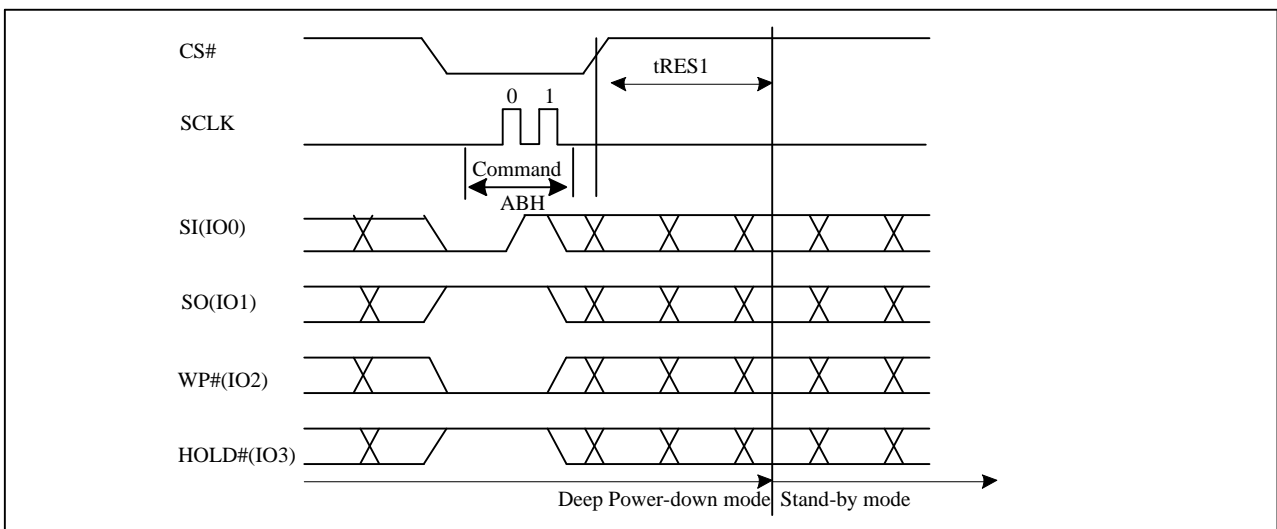 CS#
tRES1
0 1
SCLK
Command
ABH
SI(IO0)
SO(IO1)
WP#(IO2)
HOLD#(IO3)
Deep Power-down mode Stand-by mode